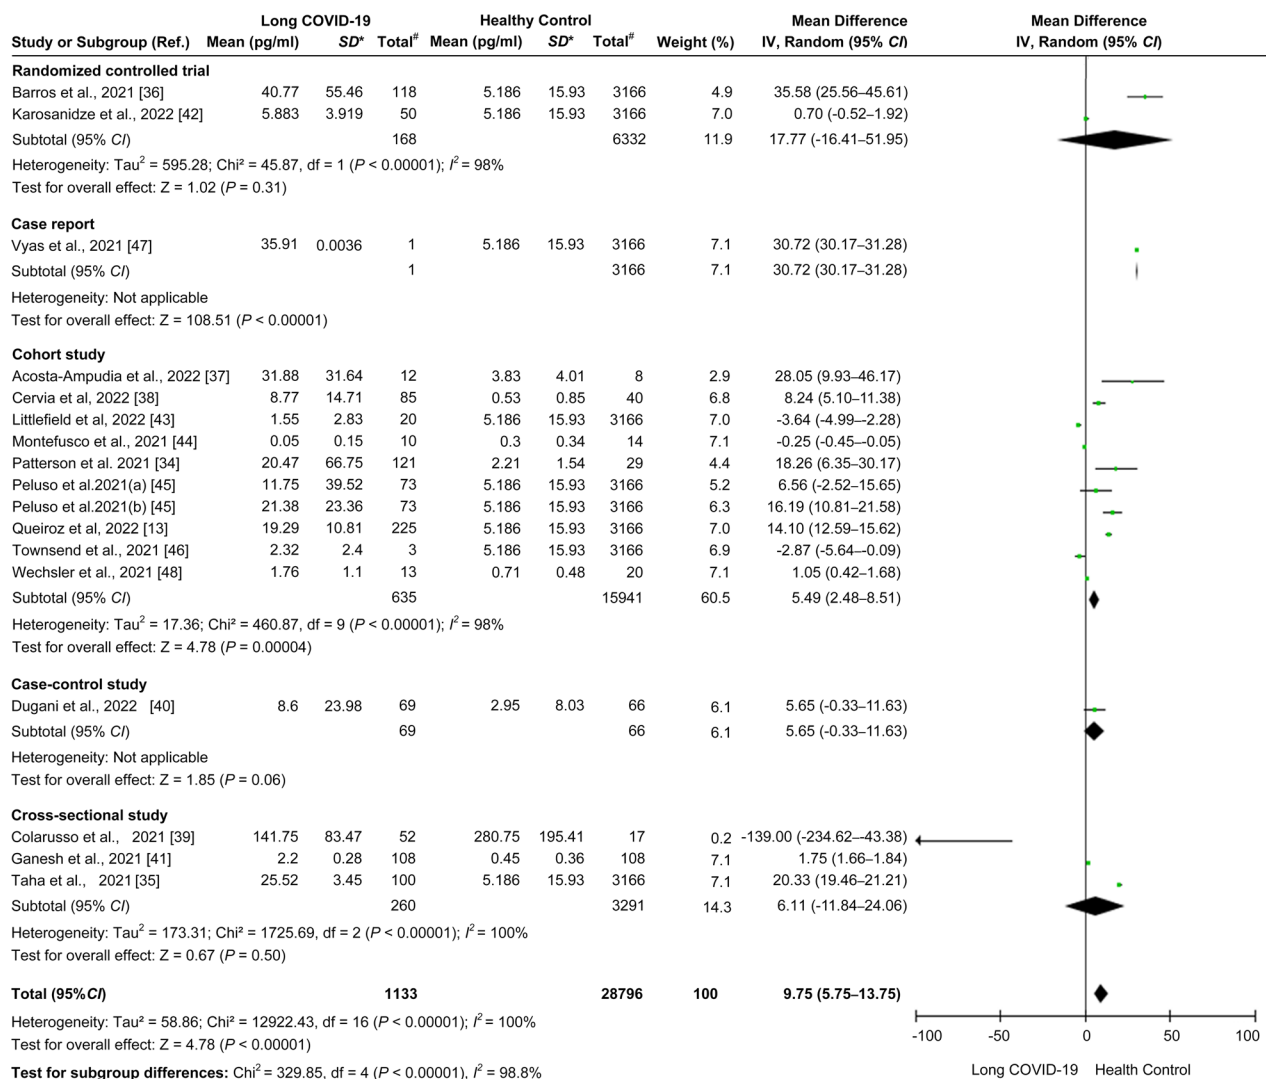 Long COVID-19 Healthy Control Mean Difference Mean Difference
Study or Subgroup (Ref.) Mean (pg/ml) SD* Total# Mean (pg/ml) SD* Total# Weight (%) IV, Random (95% CI) IV, Random (95% CI)
Randomized controlled trial
Barros et al., 2021 [36] 40.77 55.46 118 5.186 15.93 3166 4.9 35.58 (25.56–45.61)
Karosanidze et al., 2022 [42] 5.883 3.919 50 5.186 15.93 3166 7.0 0.70 (-0.52–1.92)
Subtotal (95% CI) 168 6332 11.9 17.77 (-16.41–51.95)
Heterogeneity: Tau² = 595.28; Chi² = 45.87, df = 1 (P < 0.00001); I² = 98%
Test for overall effect: Z = 1.02 (P = 0.31)
Case report
Vyas et al., 2021 [47] 35.91 0.0036 1 5.186 15.93 3166 7.1 30.72 (30.17–31.28)
Subtotal (95% CI) 1 3166 7.1 30.72 (30.17–31.28)
Heterogeneity: Not applicable
Test for overall effect: Z = 108.51 (P < 0.00001)
Cohort study
Acosta-Ampudia et al., 2022 [37] 31.88 31.64 12 3.83 4.01 8 2.9 28.05 (9.93–46.17)
Cervia et al, 2022 [38] 8.77 14.71 85 0.53 0.85 40 6.8 8.24 (5.10–11.38)
Littlefield et al, 2022 [43] 1.55 2.83 20 5.186 15.93 3166 7.0 -3.64 (-4.99–-2.28)
Montefusco et al., 2021 [44] 0.05 0.15 10 0.3 0.34 14 7.1 -0.25 (-0.45–-0.05)
Patterson et al. 2021 [34] 20.47 66.75 121 2.21 1.54 29 4.4 18.26 (6.35–30.17)
Peluso et al.2021(a) [45] 11.75 39.52 73 5.186 15.93 3166 5.2 6.56 (-2.52–15.65)
Peluso et al.2021(b) [45] 21.38 23.36 73 5.186 15.93 3166 6.3 16.19 (10.81–21.58)
Queiroz et al, 2022 [13] 19.29 10.81 225 5.186 15.93 3166 7.0 14.10 (12.59–15.62)
Townsend et al., 2021 [46] 2.32 2.4 3 5.186 15.93 3166 6.9 -2.87 (-5.64–-0.09)
Wechsler et al., 2021 [48] 1.76 1.1 13 0.71 0.48 20 7.1 1.05 (0.42–1.68)
Subtotal (95% CI) 635 15941 60.5 5.49 (2.48–8.51)
Heterogeneity: Tau² = 17.36; Chi² = 460.87, df = 9 (P < 0.00001); I² = 98%
Test for overall effect: Z = 4.78 (P = 0.00004)
Case-control study
Dugani et al., 2022 [40] 8.6 23.98 69 2.95 8.03 66 6.1 5.65 (-0.33–11.63)
Subtotal (95% CI) 69 66 6.1 5.65 (-0.33–11.63)
Heterogeneity: Not applicable
Test for overall effect: Z = 1.85 (P = 0.06)
Cross-sectional study
Colarusso et al., 2021 [39] 141.75 83.47 52 280.75 195.41 17 0.2 -139.00 (-234.62–-43.38)
Ganesh et al., 2021 [41] 2.2 0.28 108 0.45 0.36 108 7.1 1.75 (1.66–1.84)
Taha et al., 2021 [35] 25.52 3.45 100 5.186 15.93 3166 7.1 20.33 (19.46–21.21)
Subtotal (95% CI) 260 3291 14.3 6.11 (-11.84–24.06)
Heterogeneity: Tau² = 173.31; Chi² = 1725.69, df = 2 (P < 0.00001); I² = 100%
Test for overall effect: Z = 0.67 (P = 0.50)
Total (95%CI) 1133 28796 100 9.75 (5.75–13.75)
Heterogeneity: Tau² = 58.86; Chi² = 12922.43, df = 16 (P < 0.00001); I² = 100%
Test for overall effect: Z = 4.78 (P < 0.00001)
Test for subgroup differences: Chi² = 329.85, df = 4 (P < 0.00001), I² = 98.8%
-100 -50 0 50 100
Long COVID-19 Health Control